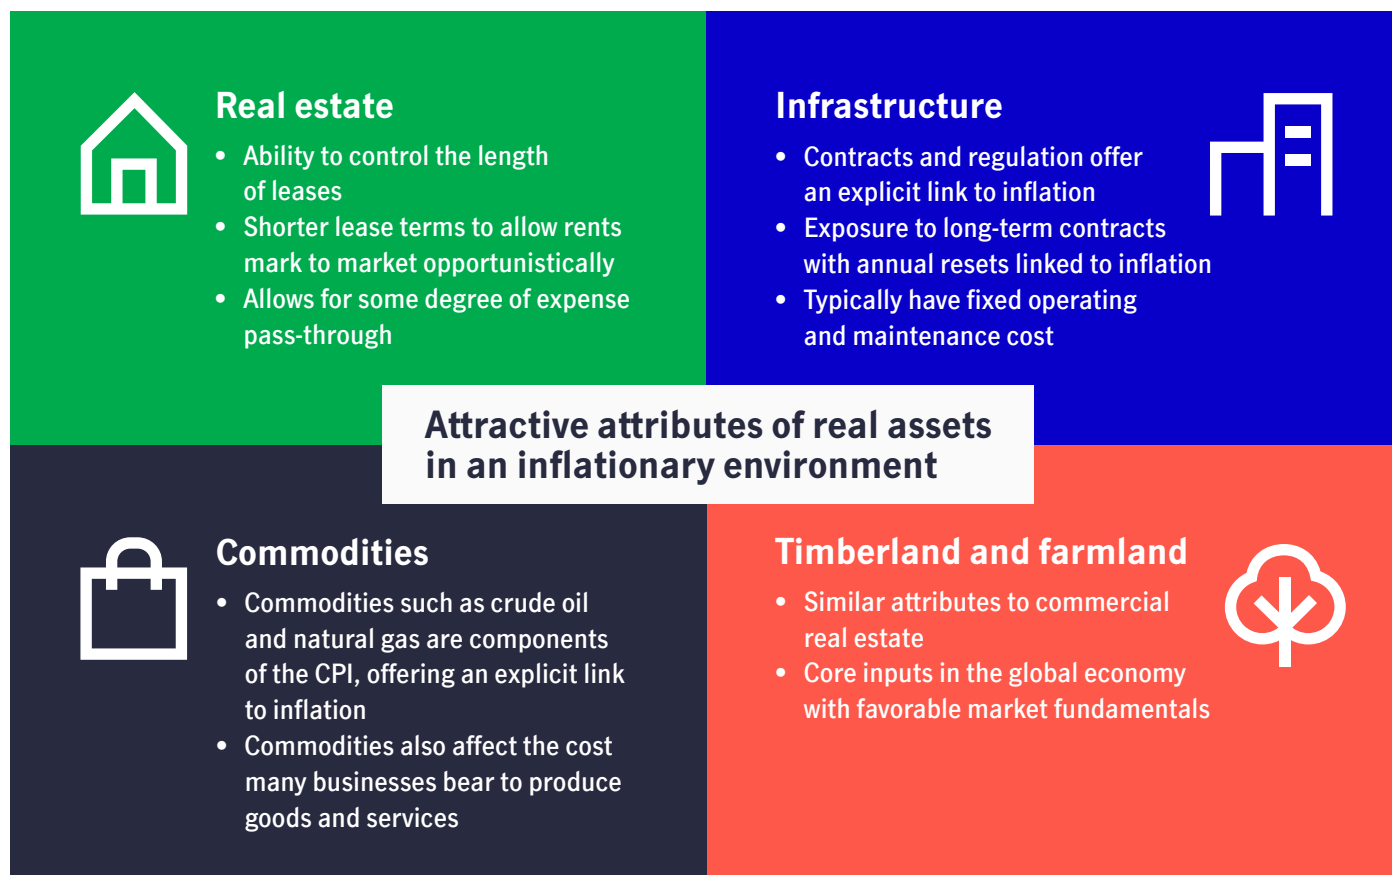 Real estate
• Ability to control the length
of leases
• Shorter lease terms to allow rents
mark to market opportunistically
• Allows for some degree of expense
pass-through
Infrastructure
• Contracts and regulation offer
an explicit link to inflation
• Exposure to long-term contracts
with annual resets linked to inflation
• Typically have fixed operating
and maintenance cost
Attractive attributes of real assets
in an inflationary environment
Commodities
• Commodities such as crude oil
and natural gas are components
of the CPI, offering an explicit link
to inflation
• Commodities also affect the cost
many businesses bear to produce
goods and services
Timberland and farmland
• Similar attributes to commercial
real estate
• Core inputs in the global economy
with favorable market fundamentals